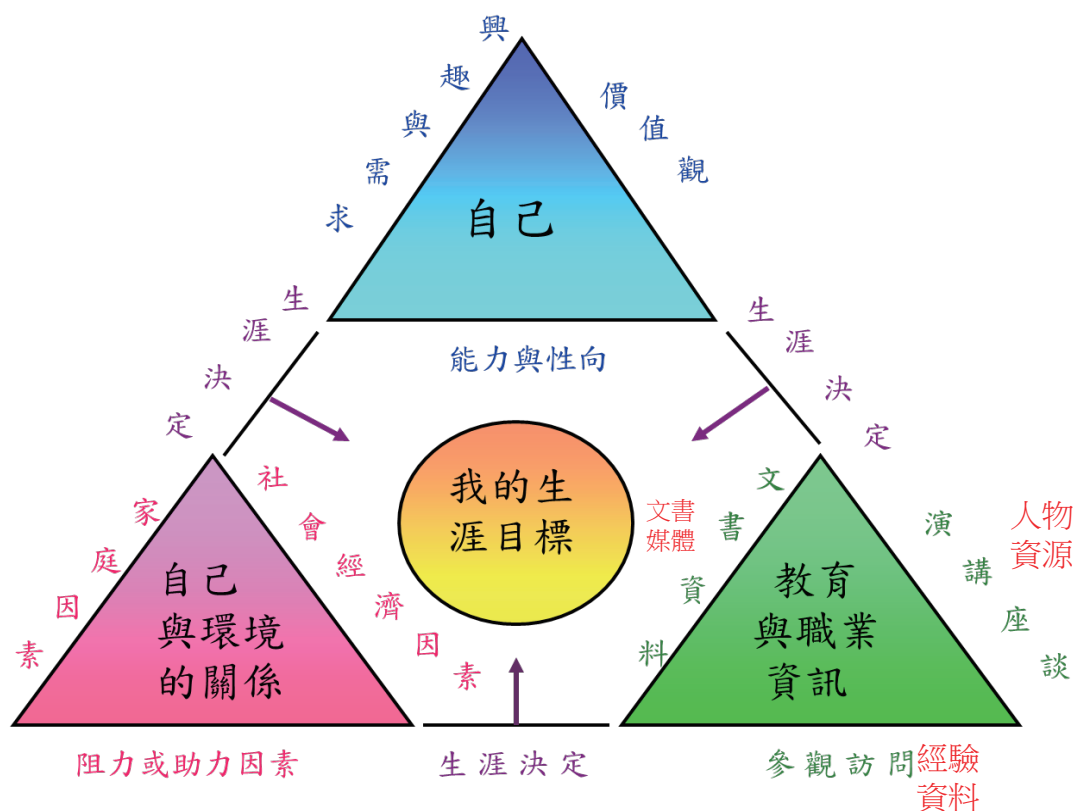 興趣與需求
價值觀
自己
能力與性向
生涯決定
生涯決定
我的生
涯目標
家庭因素
社會經濟因素
自己
與環境
的關係
阻力或助力因素
生涯決定
文書
媒體
文書資料
教育
與職業
資訊
演講座談
人物
資源
參觀訪問
經驗
資料